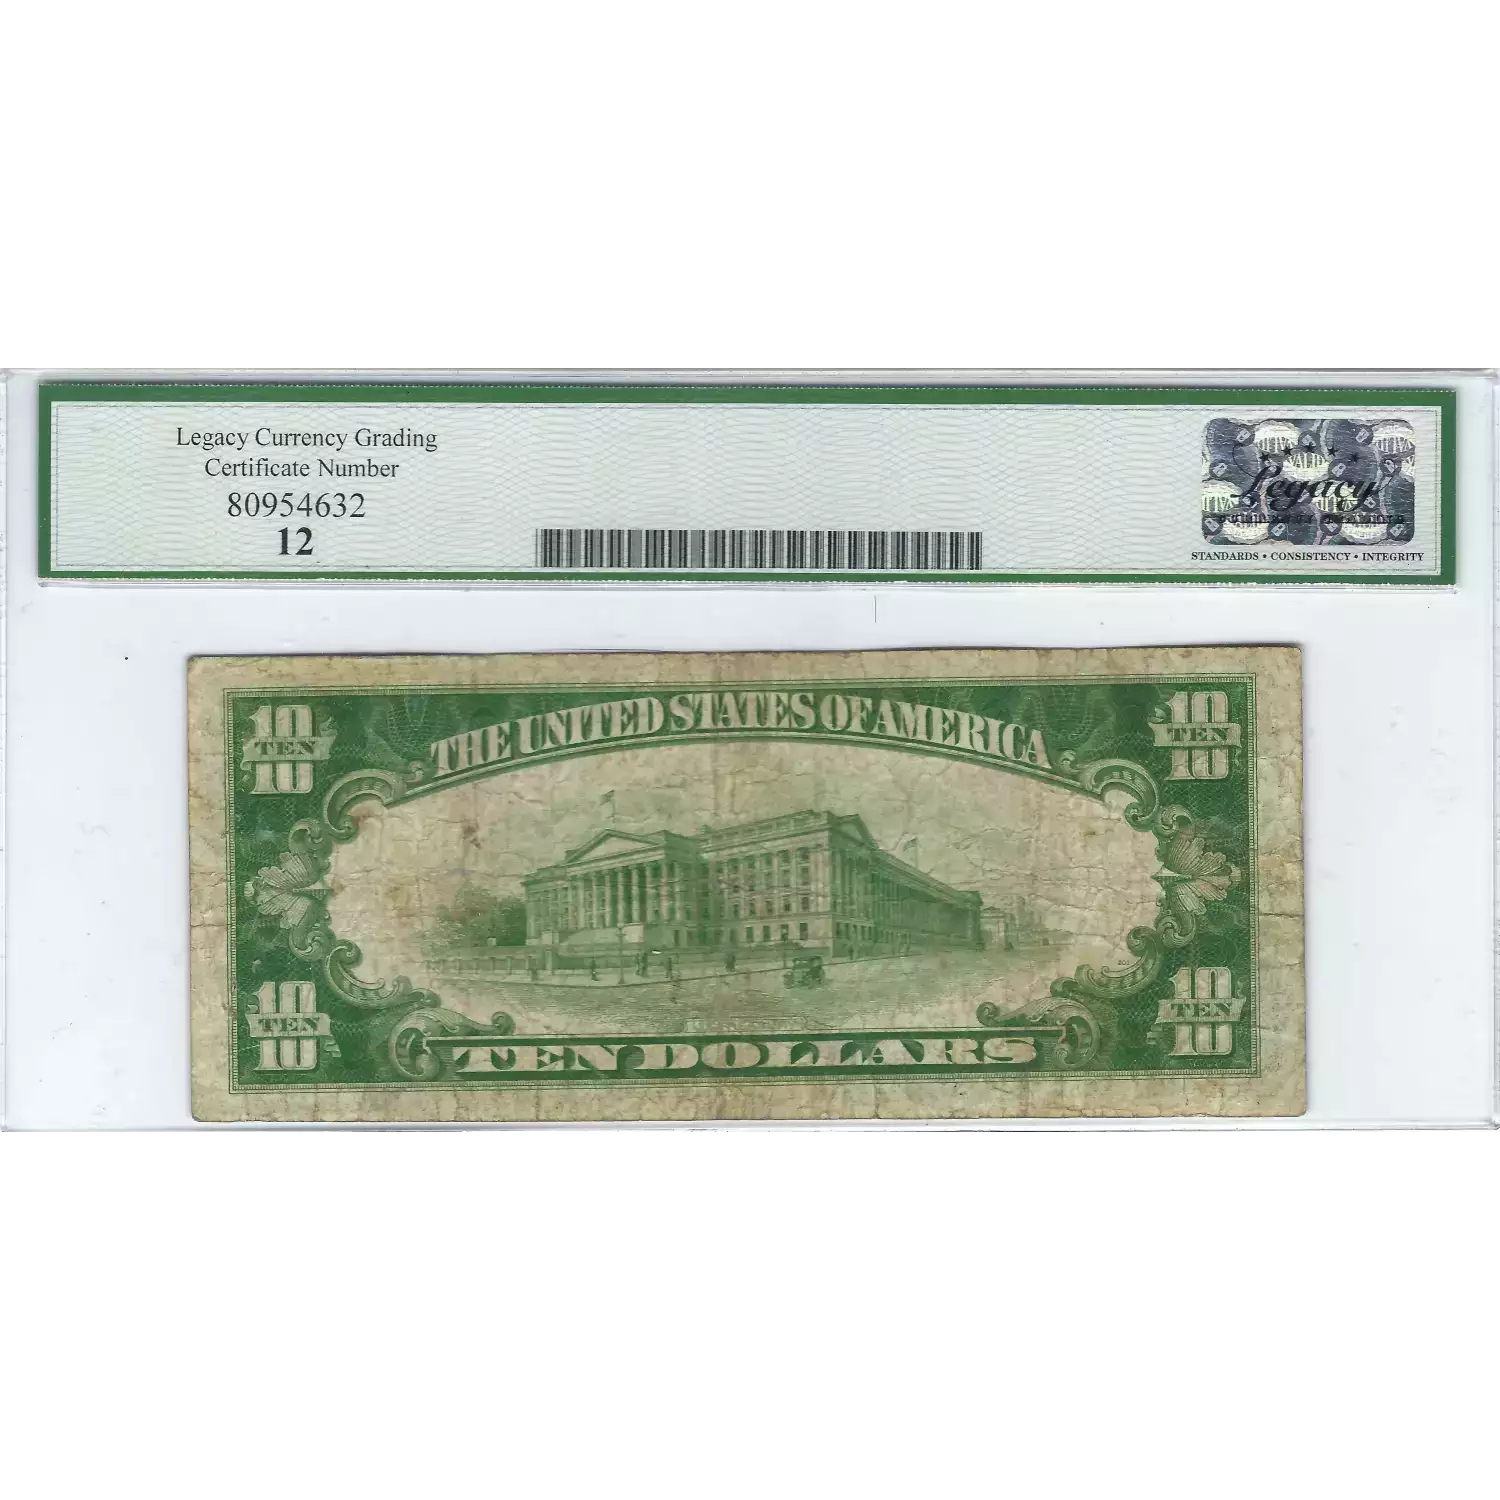 Legacy Currency Grading
Certificate Number
80954632
12
VALID
Legacy
STANDARDS • CONSISTENCY • INTEGRITY
THE UNITED STATES OF AMERICA
10
TEN
10
10
TEN
10
10
TEN
10
10
TEN
10
TEN DOLLARS